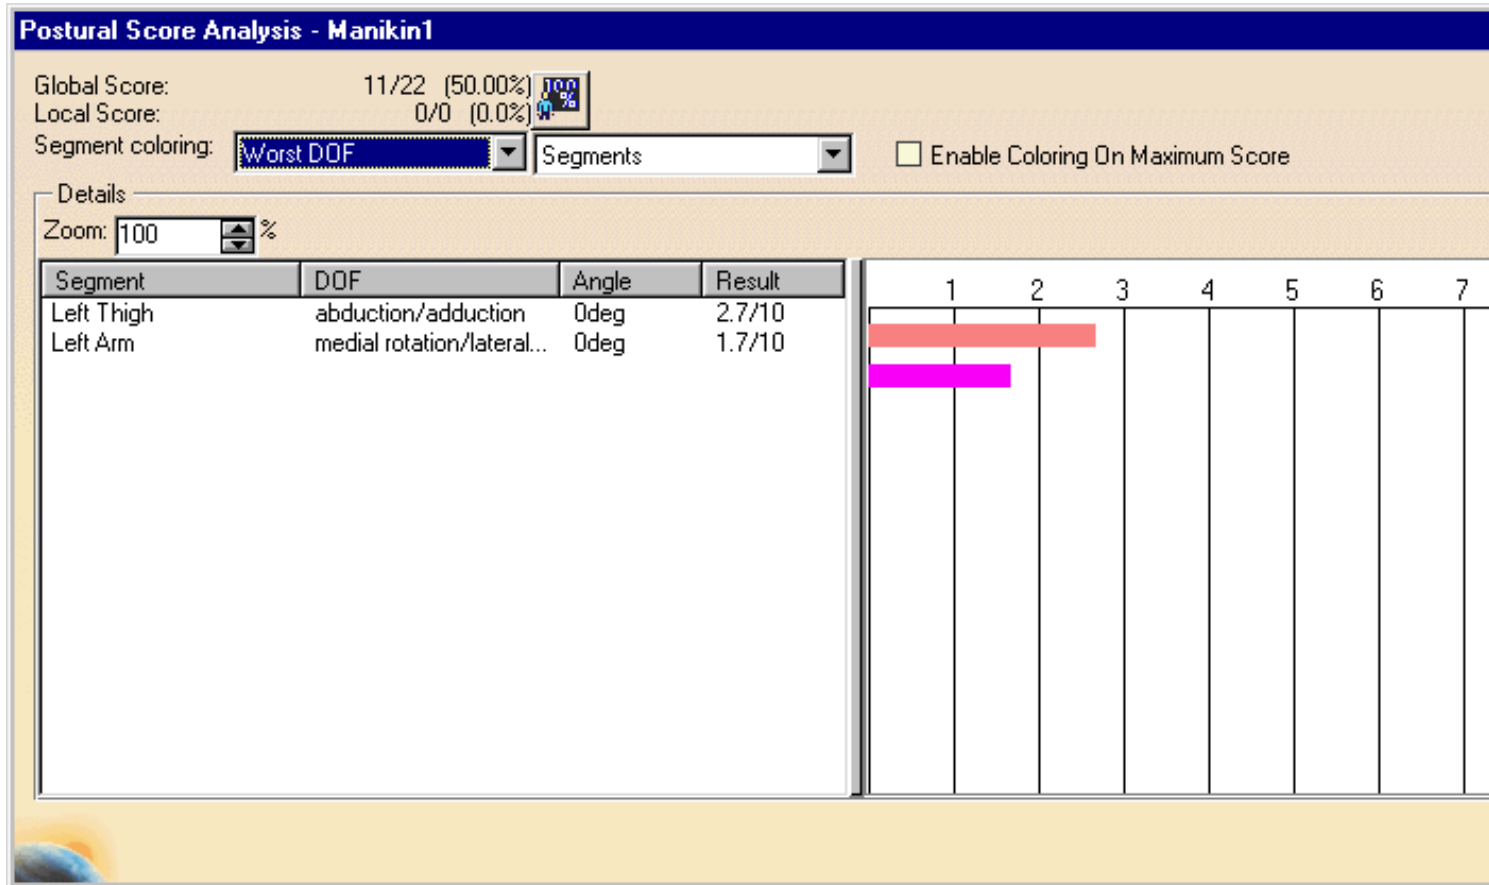 Postural Score Analysis - Manikin1
Global Score: 11/22 (50.00%)
100 %
Local Score: 0/0 (0.0%)
Segment coloring: Worst DOF Segments Enable Coloring On Maximum Score
Details
Zoom: 100 %
Segment DOF Angle Result
1 2 3 4 5 6 7
Left Thigh abduction/adduction 0deg 2.7/10
Left Arm medial rotation/lateral... 0deg 1.7/10